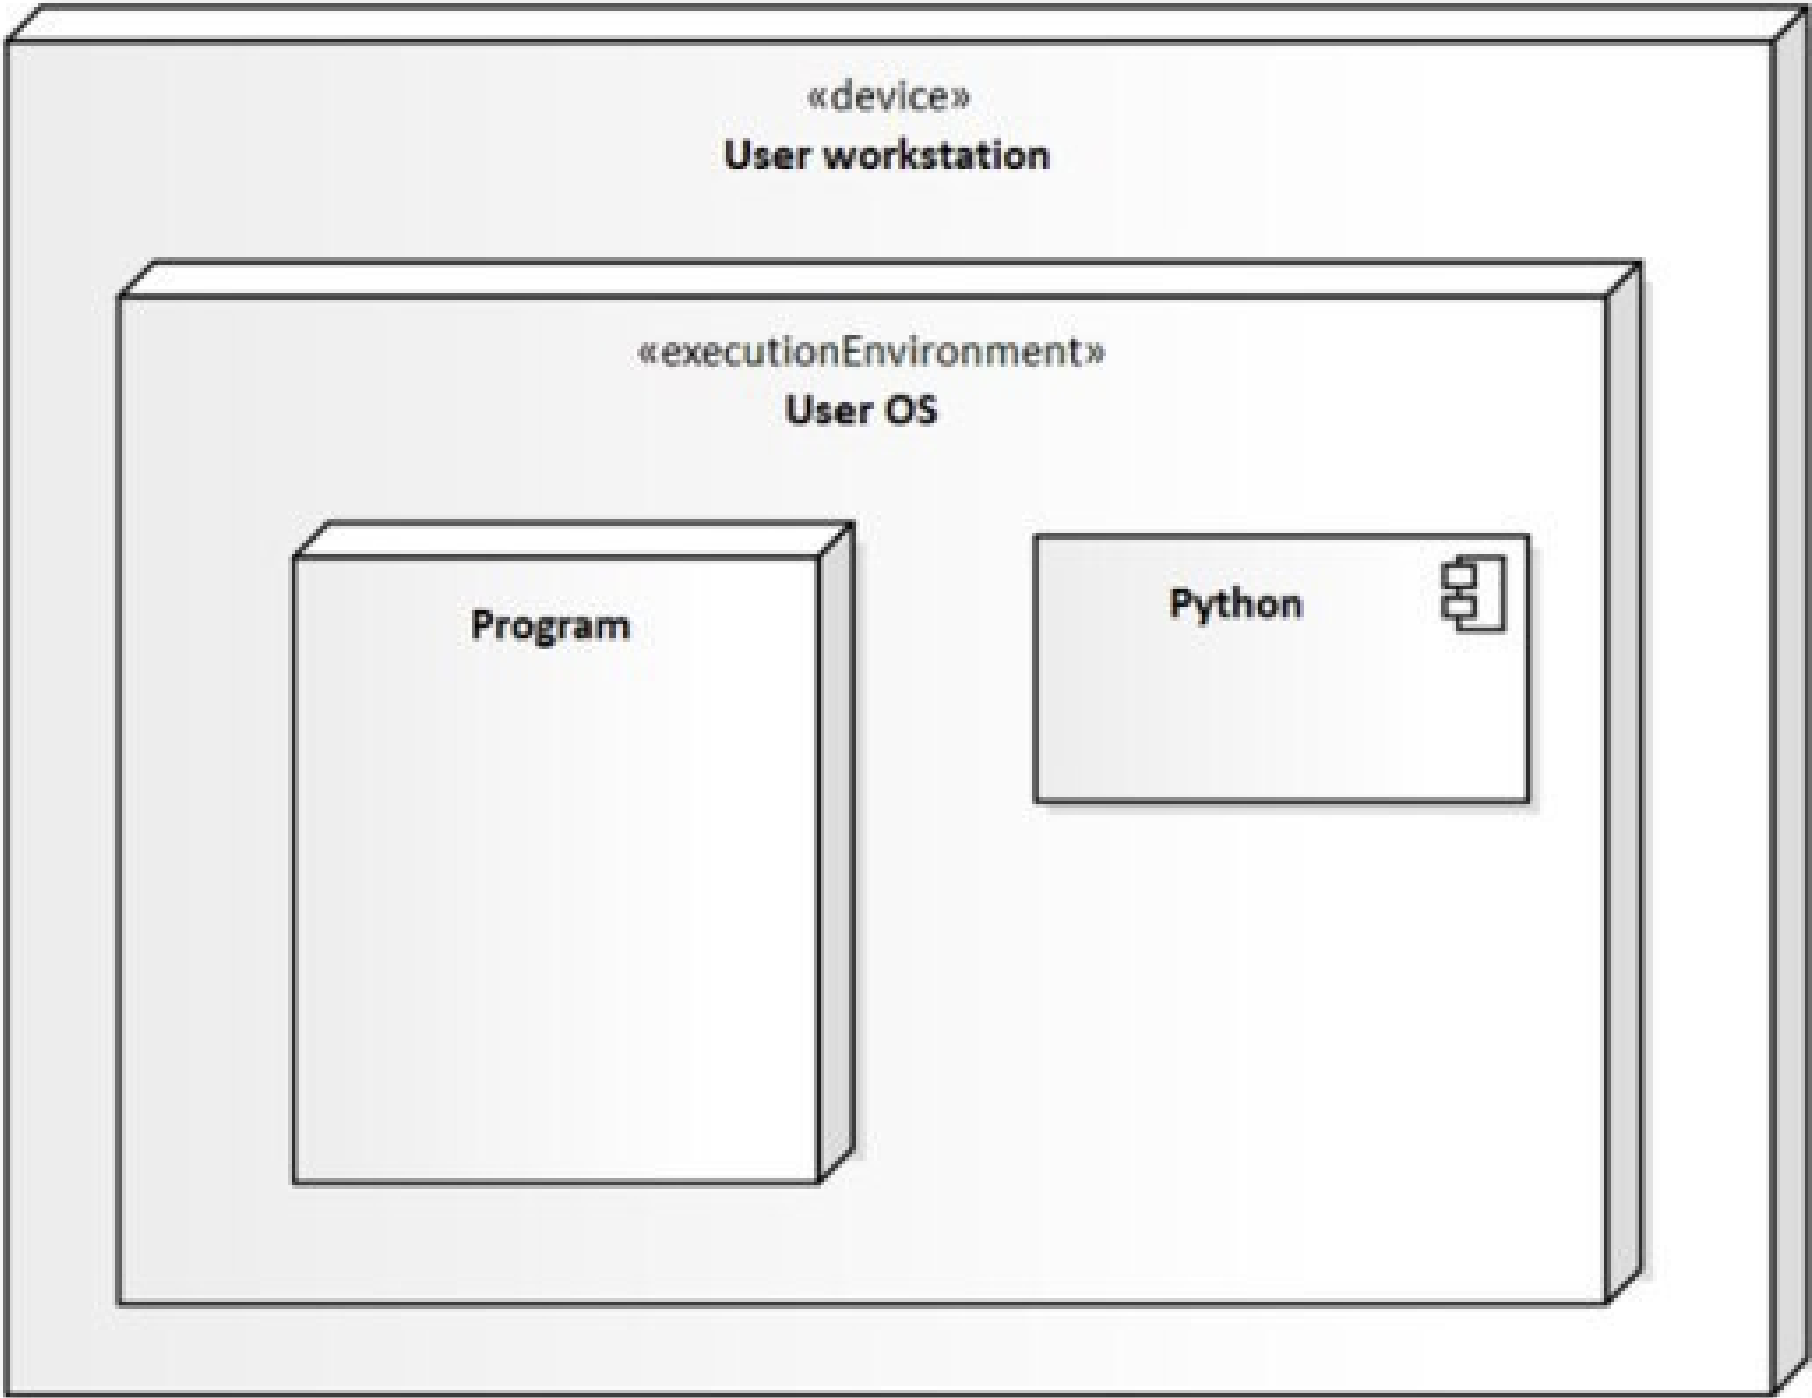 «device»
User workstation
«executionEnvironment»
User OS
Program
Python